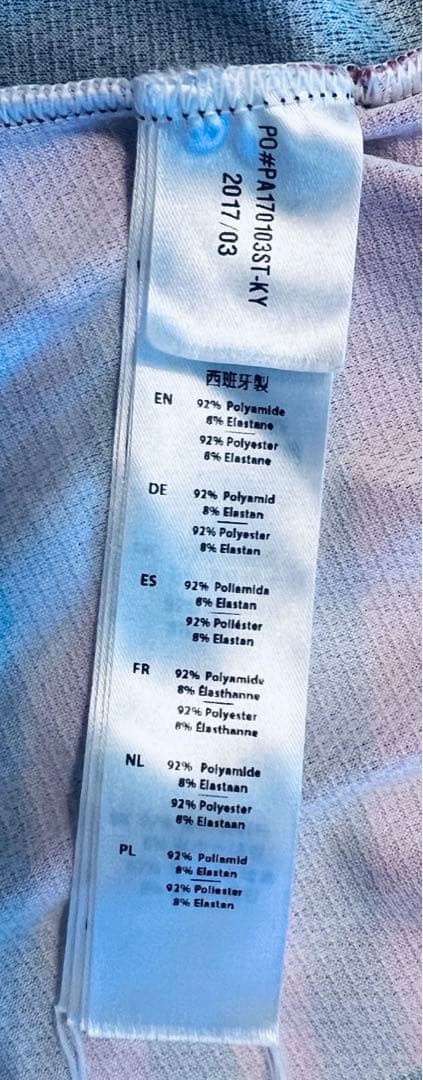 PO#PA170103ST-KY
2017/03
西班牙製
EN 92% Polyamide
8% Elastane
92% Polyester
8% Elastane
DE 92% Polyamid
8% Elastan
92% Polyester
8% Elastan
ES 92% Poliamida
8% Elastan
92% Poliéster
8% Elastan
FR 92% Polyamide
8% Élasthanne
92% Polyester
8% Élasthanne
NL 92% Polyamide
8% Elastaan
92% Polyester
8% Elastaan
PL 92% Poliamid
8% Elastan
92% Poliester
8% Elastan